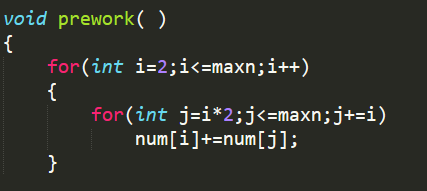 void prework( )
{
    for(int i=2;i<=maxn;i++)
    {
        for(int j=i*2;j<=maxn;j+=i)
            num[i]+=num[j];
    }